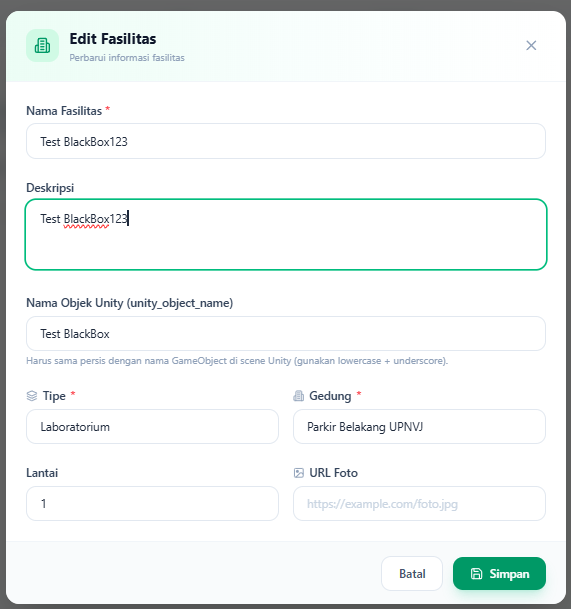 Edit Fasilitas
Perbarui informasi fasilitas
Nama Fasilitas *
Test BlackBox123
Deskripsi
Test BlackBox123
Nama Objek Unity (unity_object_name)
Test BlackBox
Harus sama persis dengan nama GameObject di scene Unity (gunakan lowercase + underscore).
Tipe * Gedung *
Laboratorium Parkir Belakang UPNVJ
Lantai URL Foto
1 https://example.com/foto.jpg
Batal Simpan